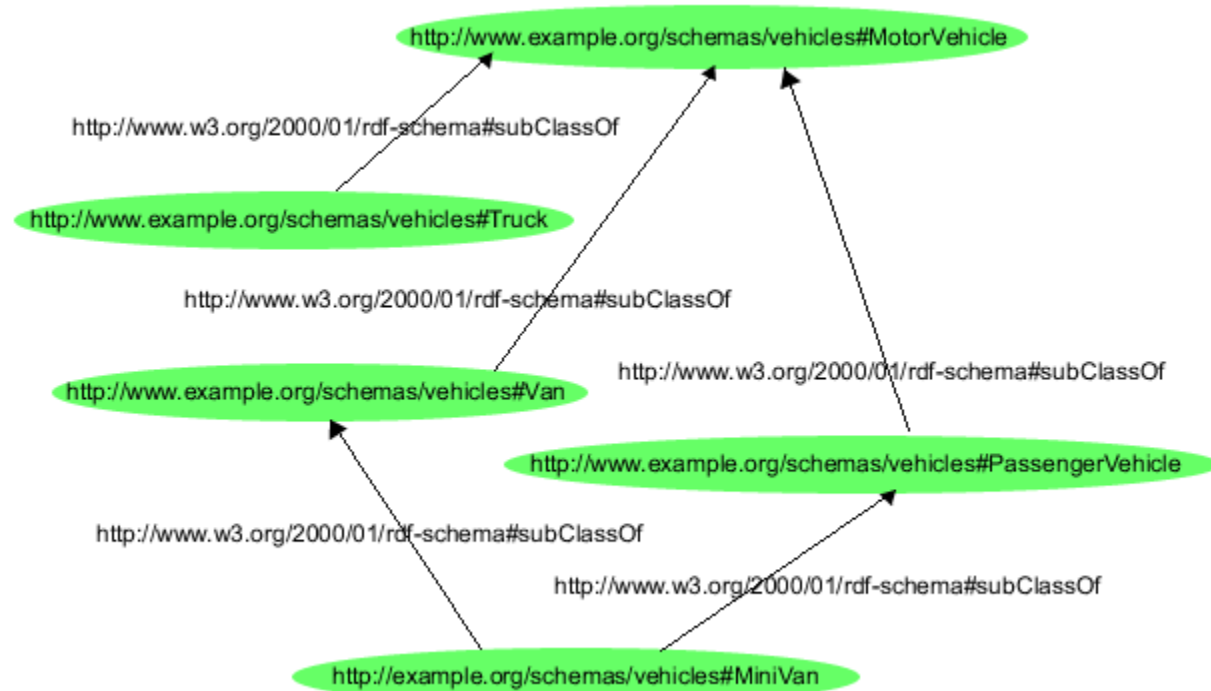 http://www.example.org/schemas/vehicles#MotorVehicle
http://www.w3.org/2000/01/rdf-schema#subClassOf
http://www.example.org/schemas/vehicles#Truck
http://www.w3.org/2000/01/rdf-schema#subClassOf
http://www.w3.org/2000/01/rdf-schema#subClassOf
http://www.example.org/schemas/vehicles#Van
http://www.example.org/schemas/vehicles#PassengerVehicle
http://www.w3.org/2000/01/rdf-schema#subClassOf
http://www.w3.org/2000/01/rdf-schema#subClassOf
http://example.org/schemas/vehicles#MiniVan